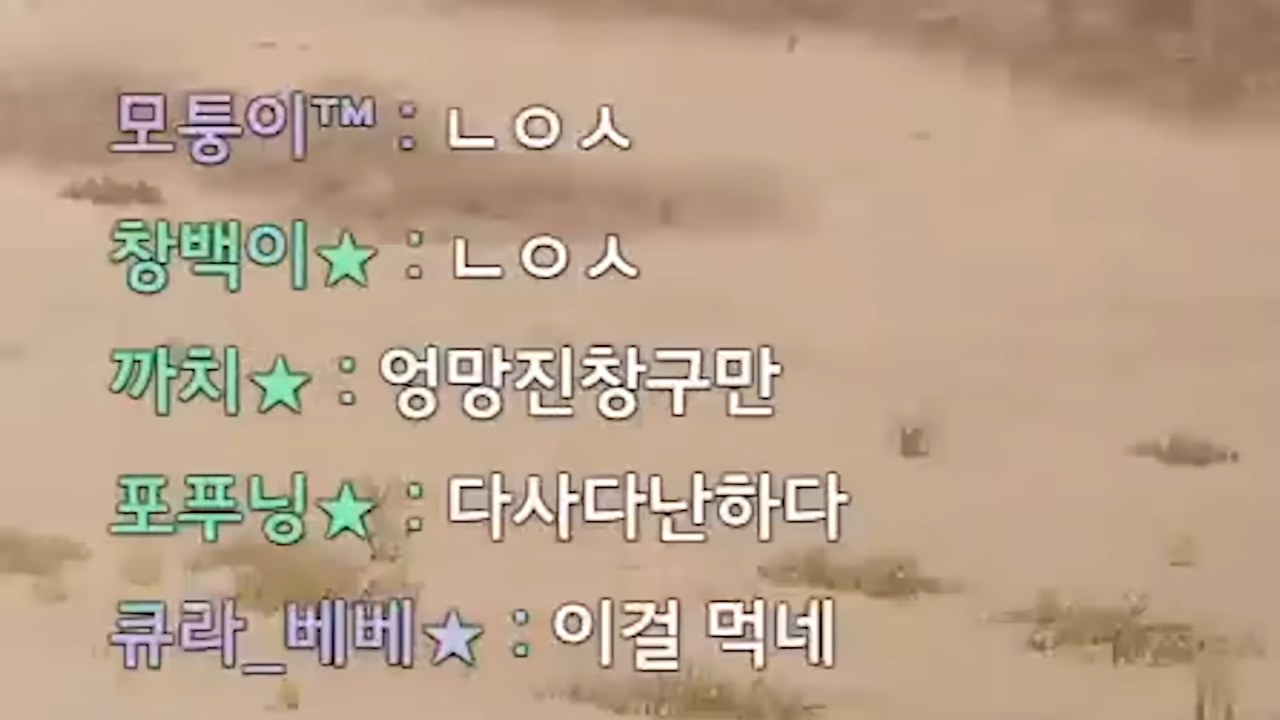 모퉁이™ : ㄴㅇㅅ
창백이★ : ㄴㅇㅅ
까치★ : 엉망진창구만
포푸닝★ : 다사다난하다
큐라_베베★ : 이걸 먹네